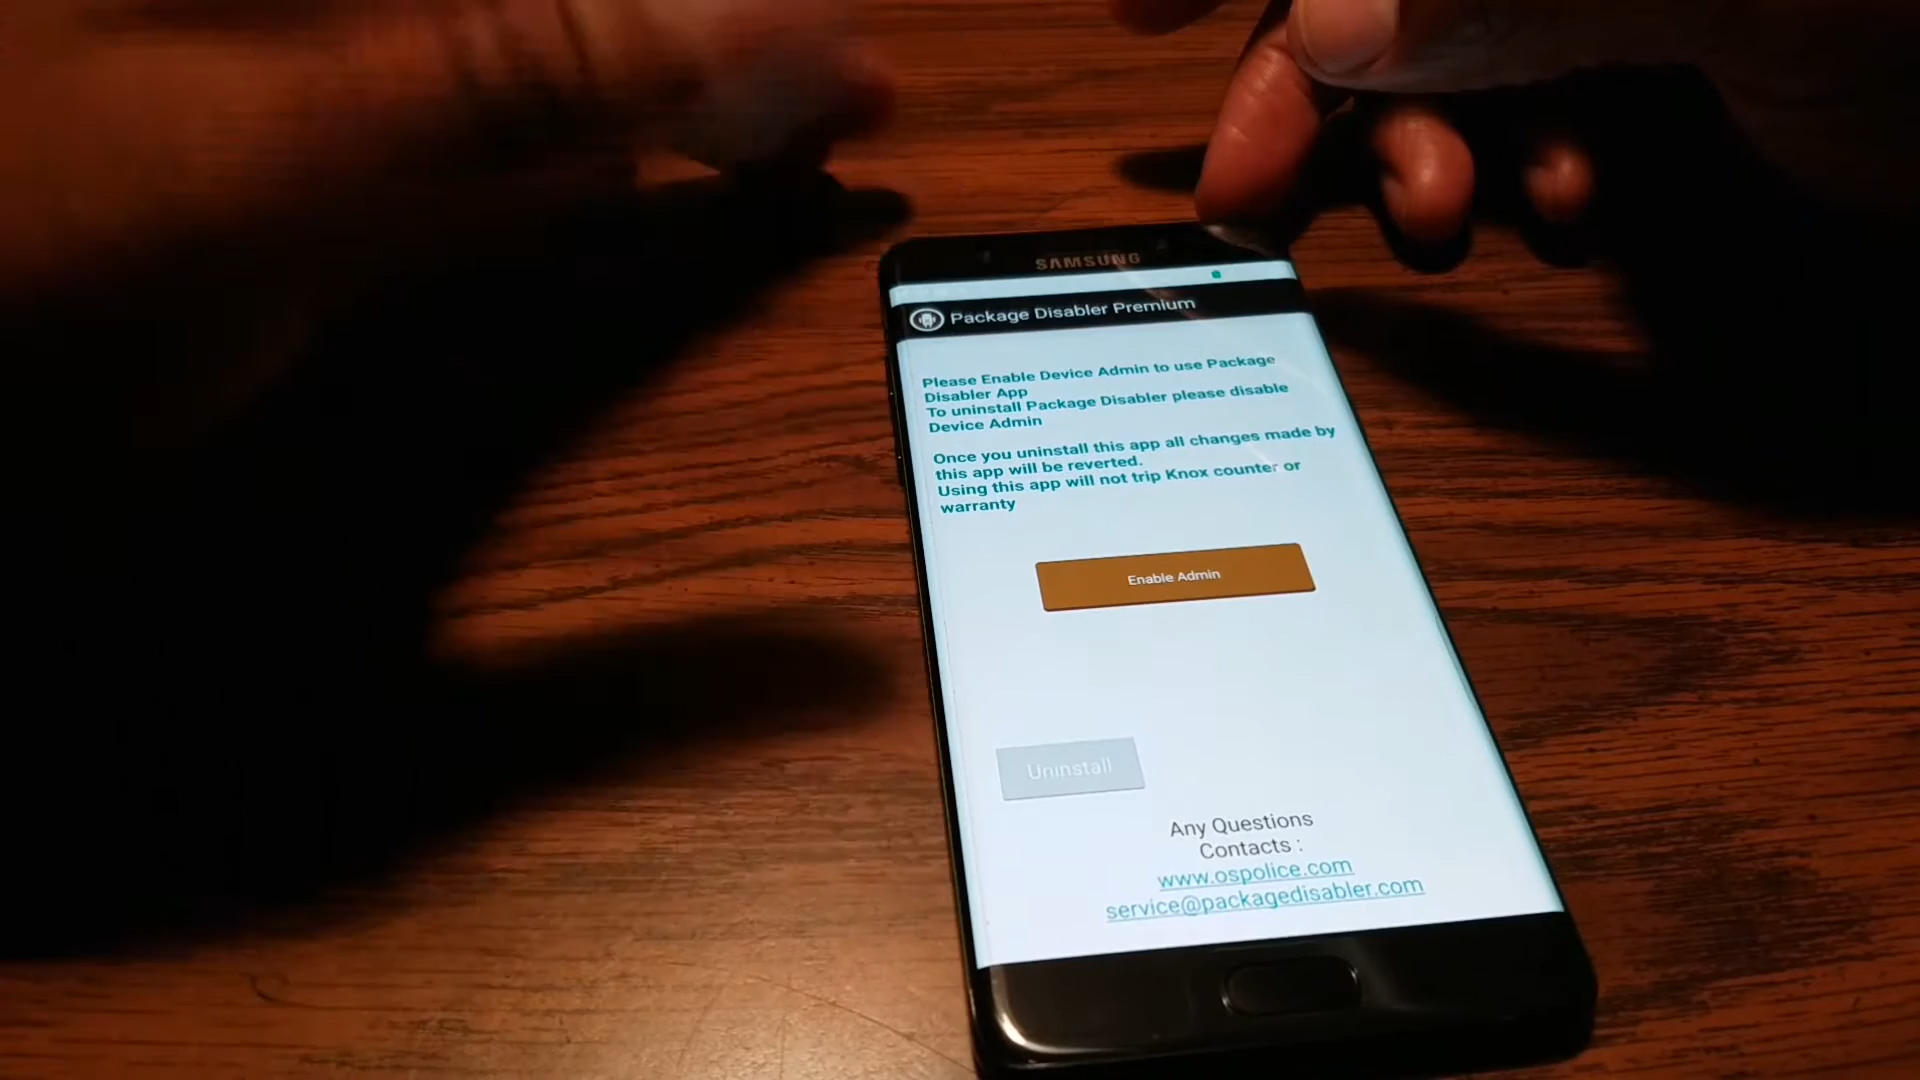 SAMSUNG
Package Disabler Premium
Please Enable Device Admin to use Package
Disabler App
To uninstall Package Disabler please disable
Device Admin
Once you uninstall this app all changes made by
this app will be reverted.
Using this app will not trip Knox counter or
warranty
Enable Admin
Uninstall
Any Questions
Contacts :
www.ospolice.com
service@packagedisabler.com